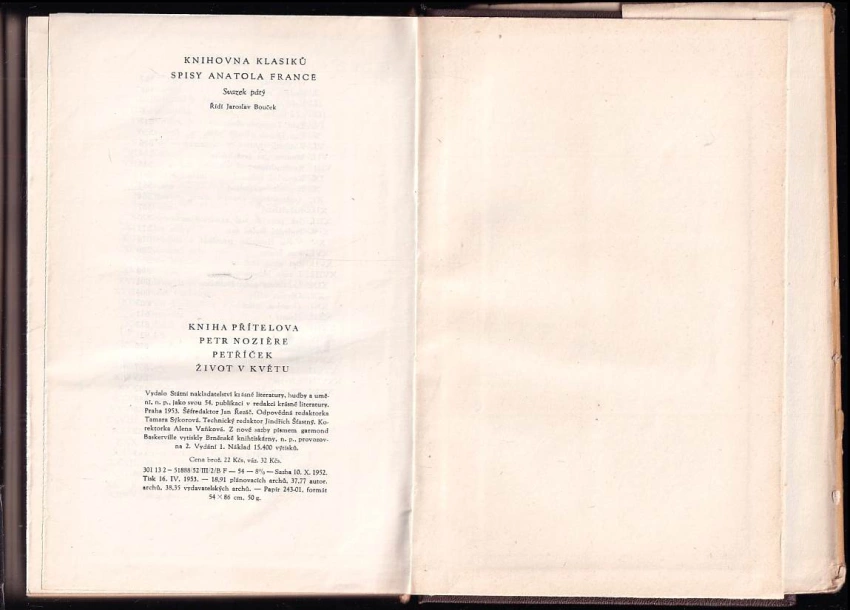 KNIHOVNA KLASIKŮ
SPISY ANATOLA FRANCE
Svazek pátý
Řídí Jaroslav Bouček
KNIHA PŘÍTELOVA
PETR NOZIÈRE
PETŘÍČEK
ŽIVOT V KVĚTU
Vydalo Státní nakladatelství krásné literatury, hudby a umě-
ní, n. p., jako svou 54. publikaci v redakci krásné literatury.
Praha 1953. Šéfredaktor Jan Řezáč. Odpovědná redaktorka
Tamara Sýkorová. Technický redaktor Jindřich Šťastný. Ko-
rektorka Alena Vaňková. Z nové sazby písmem garmond
Baskerville vytiskly Brněnské knihtiskárny, n. p., provozov-
na 2. Vydání 1. Náklad 15.400 výtisků.
Cena brož. 22 Kčs, váz. 32 Kčs.
301 13 2 – 51888/52/III/2/B F — 54 — 8% — Sazba 10. X. 1952.
Tisk 16. IV. 1953. — 18,91 plánovacích archů, 37,77 autor.
archů, 38,35 vydavatelských archů. — Papír 243-01, formát
54 × 86 cm, 50 g.